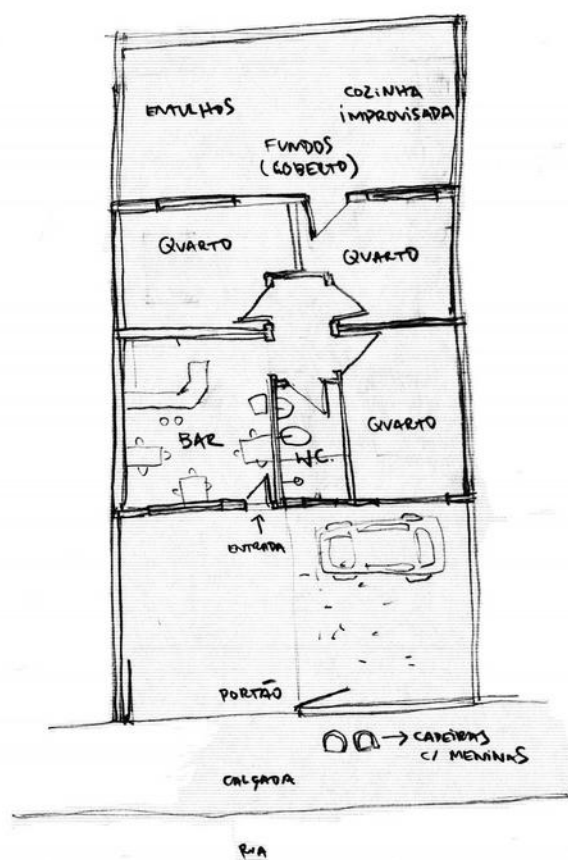 ENTULHOS
COZINHA
IMPROVISADA
FUNDOS
(COBERTO)
QUARTO
QUARTO
BAR
W.C.
QUARTO
ENTRADA
PORTÃO
CADEIRAS
C/ MENINAS
CALÇADA
RUA